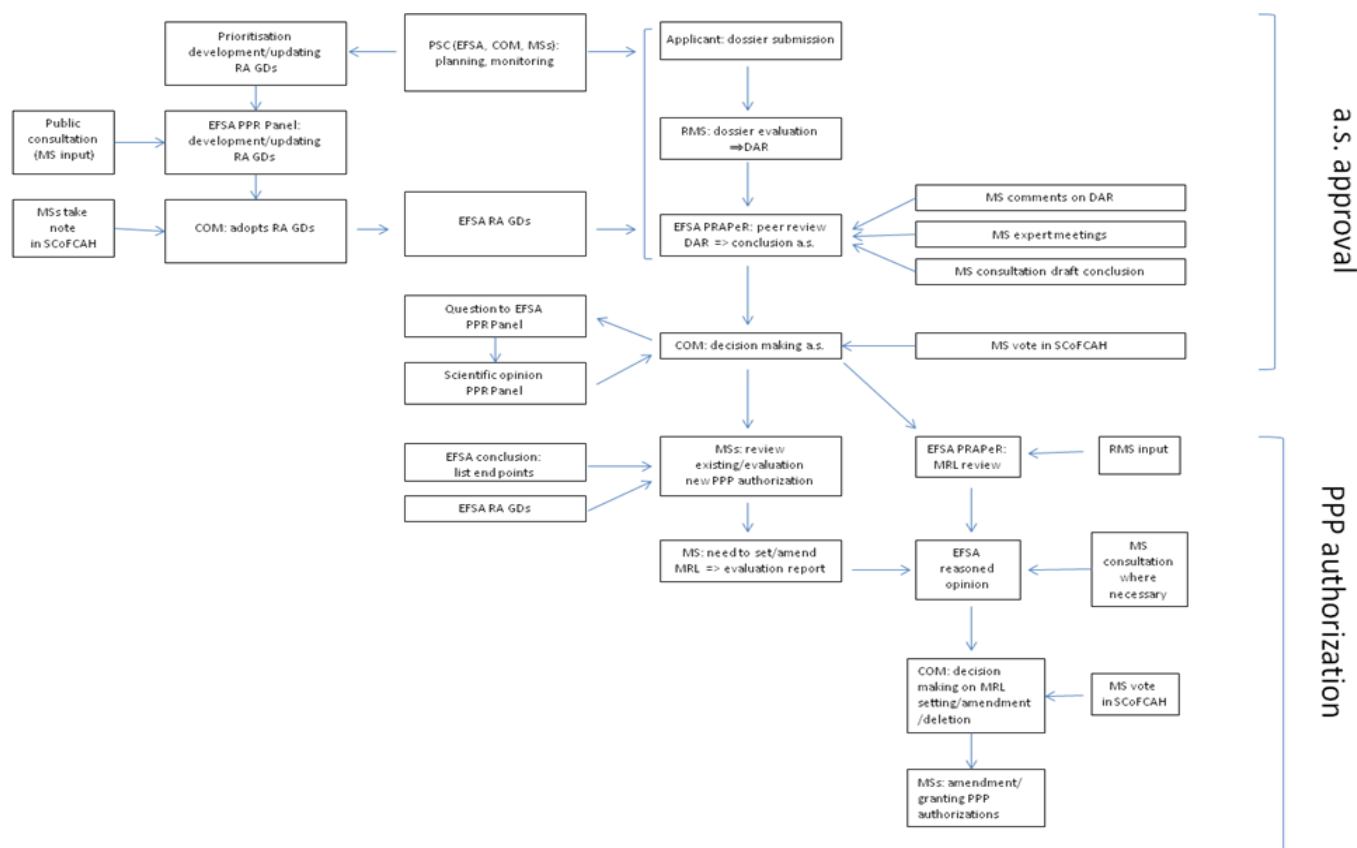 Prioritisation
development/updating
RA GDs
PSC (EFSA, COM, MSs):
planning, monitoring
Applicant: dossier submission
Public
consultation
(MS input)
EFSA PPR Panel:
development/updating
RA GDs
RMS: dossier evaluation
⇒DAR
MSs take
note
in SCoFCAH
COM: adopts RA GDs
EFSA RA GDs
EFSA PRAPeR: peer review
DAR => conclusion a.s.
MS comments on DAR
MS expert meetings
MS consultation draft conclusion
a.s. approval
Question to EFSA
PPR Panel
Scientific opinion
PPR Panel
COM: decision making a.s.
MS vote in SCoFCAH
EFSA conclusion:
list end points
EFSA RA GDs
MSs: review
existing/evaluation
new PPP authorization
EFSA PRAPeR:
MRL review
RMS input
MS: need to set/amend
MRL => evaluation report
EFSA
reasoned
opinion
MS
consultation
where
necessary
COM: decision
making on MRL
setting/amendment
/deletion
MS vote
in SCoFCAH
MSs: amendment/
granting PPP
authorizations
PPP authorization